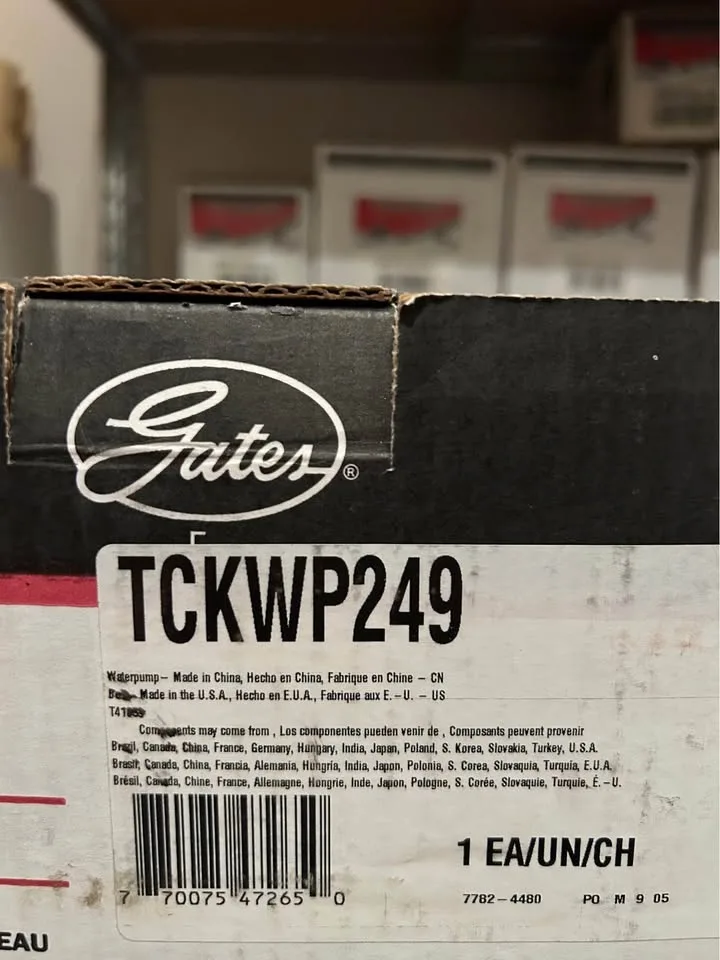 Gates®
TCKWP249
Waterpump – Made in China, Hecho en China, Fabrique en Chine – CN
Made in the U.S.A., Hecho en E.U.A., Fabrique aux E.-U. – US
Components may come from , Los componentes pueden venir de , Composants peuvent provenir
Brazil, Canada, China, France, Germany, Hungary, India, Japan, Poland, S. Korea, Slovakia, Turkey, U.S.A.
Brasil, Canada, China, Francia, Alemania, Hungría, India, Japon, Polonia, S. Corea, Slovaquia, Turquia, E.U.A.
Brésil, Canada, Chine, France, Allemagne, Hongrie, Inde, Japon, Pologne, S. Corée, Slovaquie, Turquie, É.-U.
7 70075 47265 0
1 EA/UN/CH
7782-4480 PO M 9 05
EAU